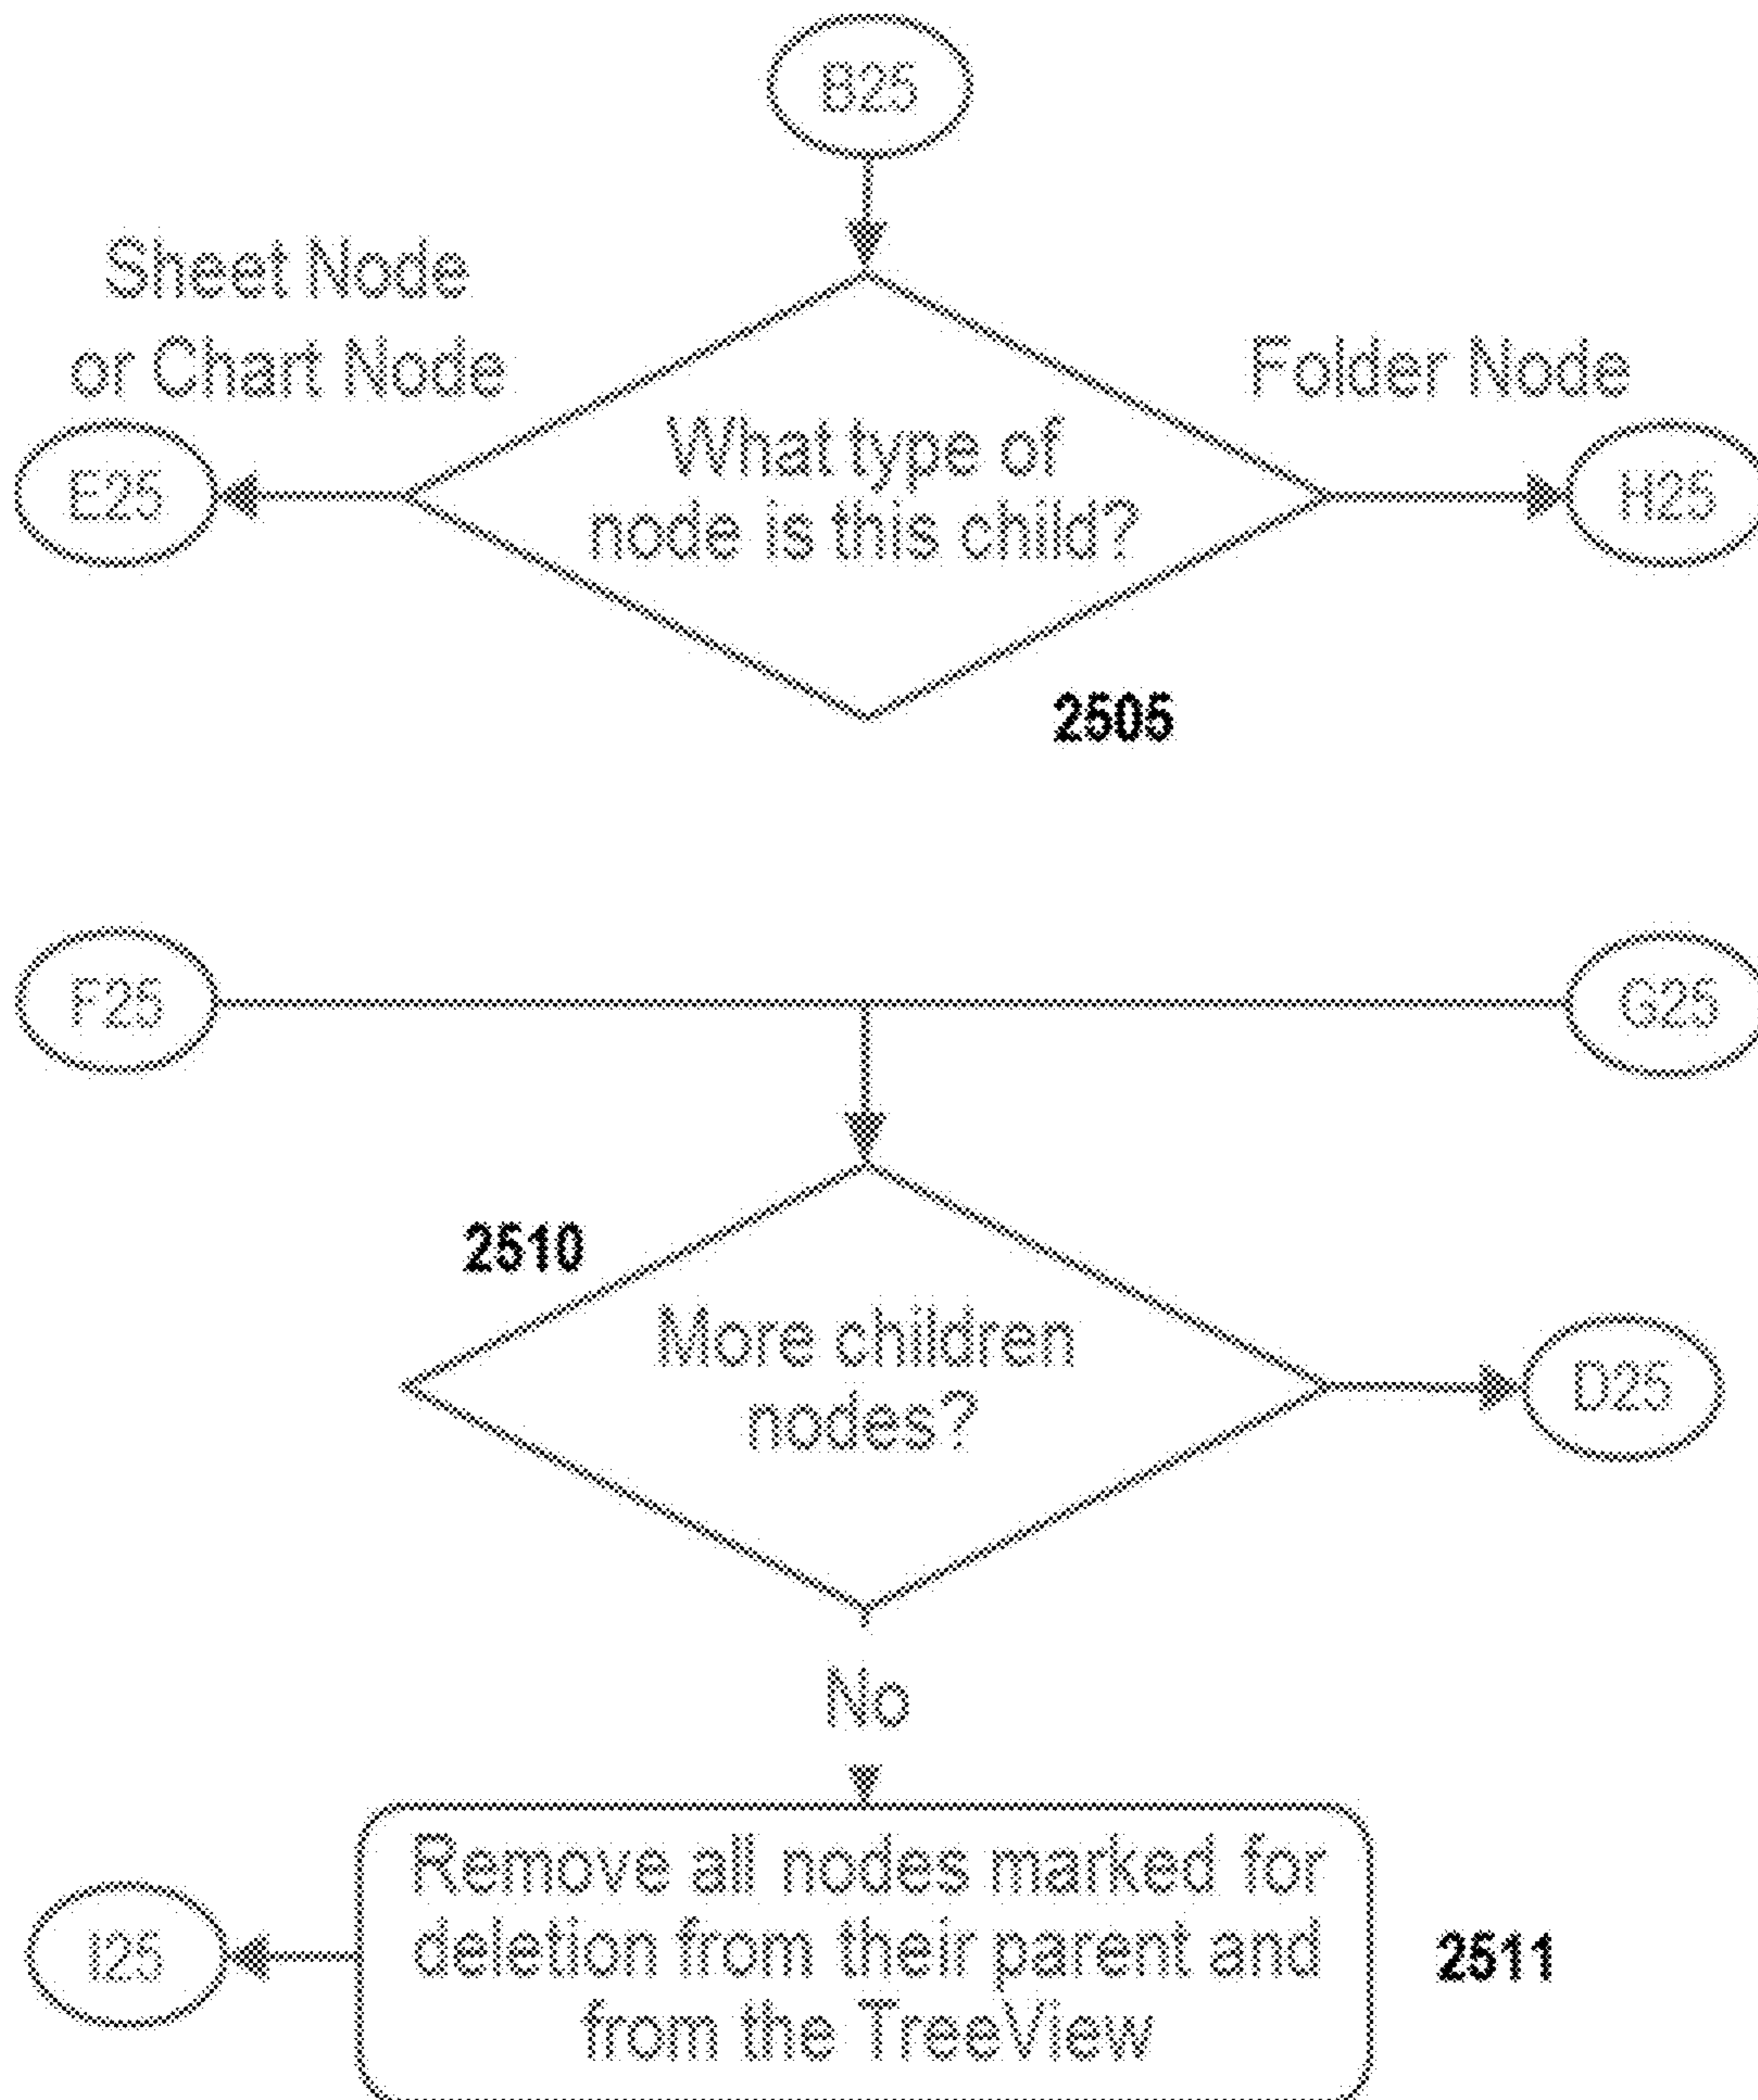 B25
Sheet Node
or Chart Node
Folder Node
What type of
node is this child?
E25
H25
2505
F25
G25
2510
More children
nodes?
D25
No
Remove all nodes marked for
deletion from their parent and
from the TreeView
I25
2511